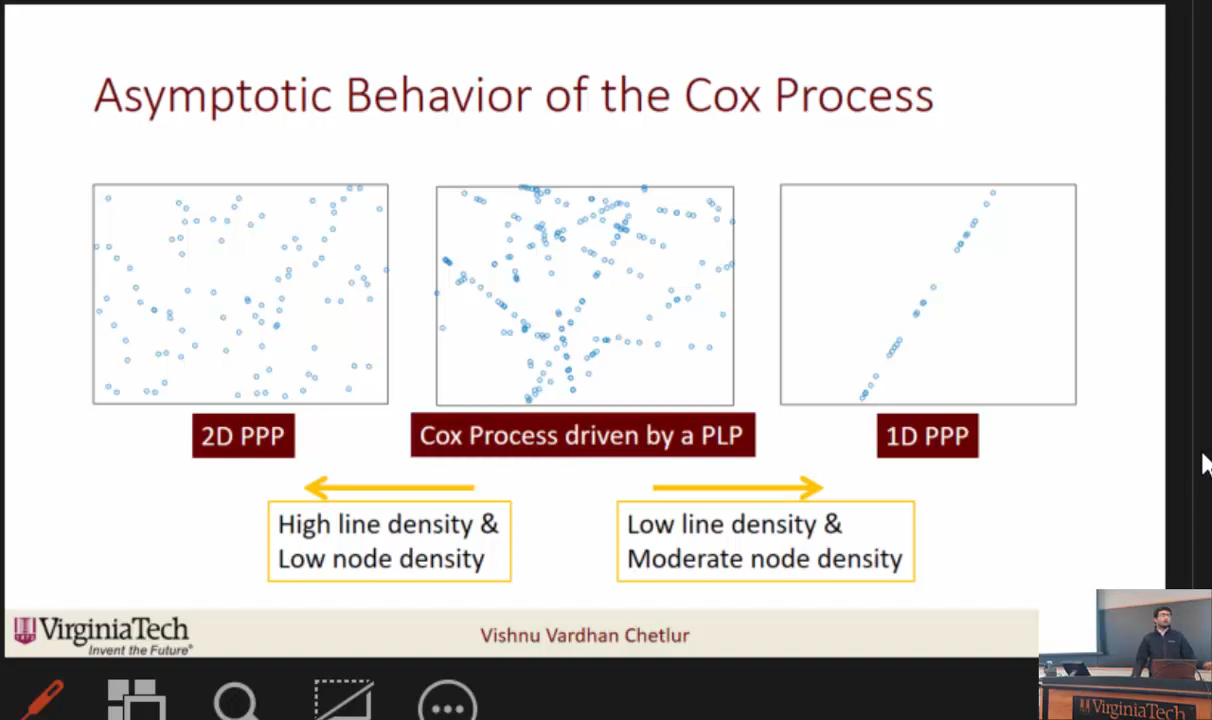 Asymptotic Behavior of the Cox Process
2D PPP
Cox Process driven by a PLP
1D PPP
High line density &
Low node density
Low line density &
Moderate node density
VirginiaTech
Invent the Future®
Vishnu Vardhan Chetlur
VirginiaTech